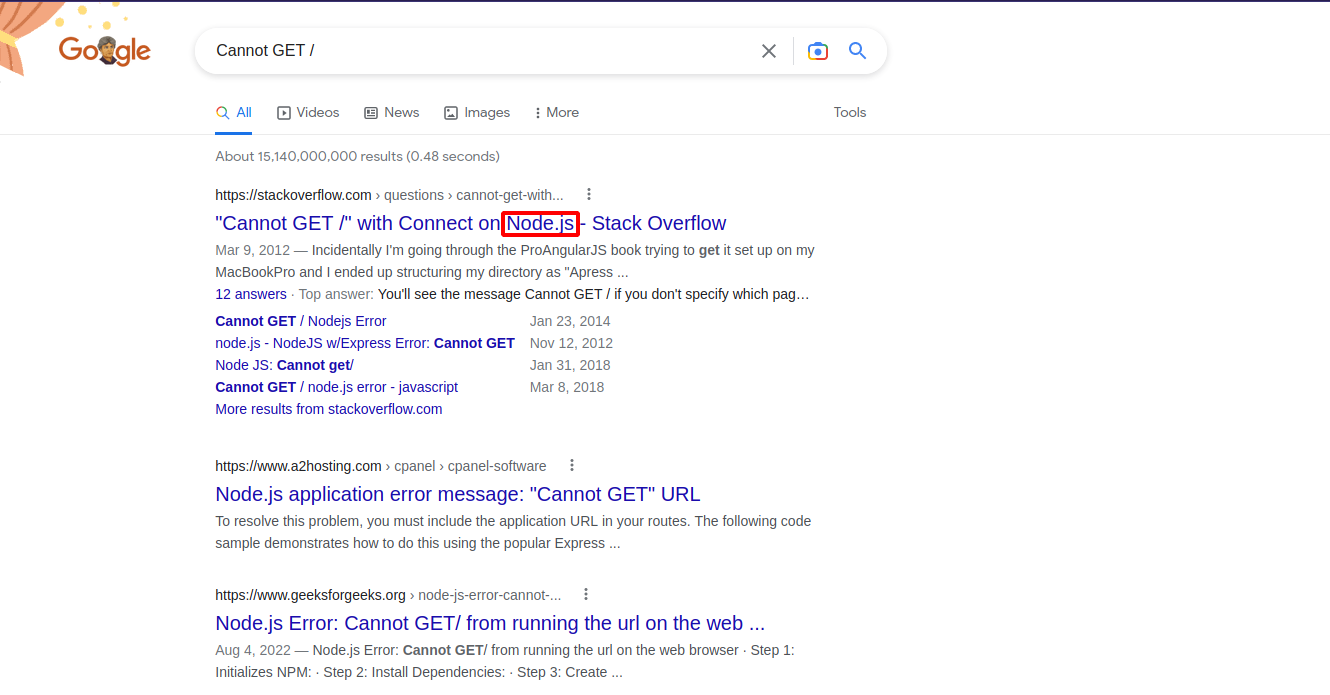 Google
Cannot GET /
All Videos News Images More Tools
About 15,140,000,000 results (0.48 seconds)
https://stackoverflow.com › questions › cannot-get-with...
"Cannot GET /" with Connect on Node.js - Stack Overflow
Mar 9, 2012 — Incidentally I'm going through the ProAngularJS book trying to get it set up on my
MacBookPro and I ended up structuring my directory as "Apress ...
12 answers · Top answer: You'll see the message Cannot GET / if you don't specify which pag…
Cannot GET / Nodejs Error Jan 23, 2014
node.js - NodeJS w/Express Error: Cannot GET Nov 12, 2012
Node JS: Cannot get/ Jan 31, 2018
Cannot GET / node.js error - javascript Mar 8, 2018
More results from stackoverflow.com
https://www.a2hosting.com › cpanel › cpanel-software
Node.js application error message: "Cannot GET" URL
To resolve this problem, you must include the application URL in your routes. The following code
sample demonstrates how to do this using the popular Express ...
https://www.geeksforgeeks.org › node-js-error-cannot-...
Node.js Error: Cannot GET/ from running the url on the web ...
Aug 4, 2022 — Node.js Error: Cannot GET/ from running the url on the web browser · Step 1:
Initializes NPM: · Step 2: Install Dependencies: · Step 3: Create ...